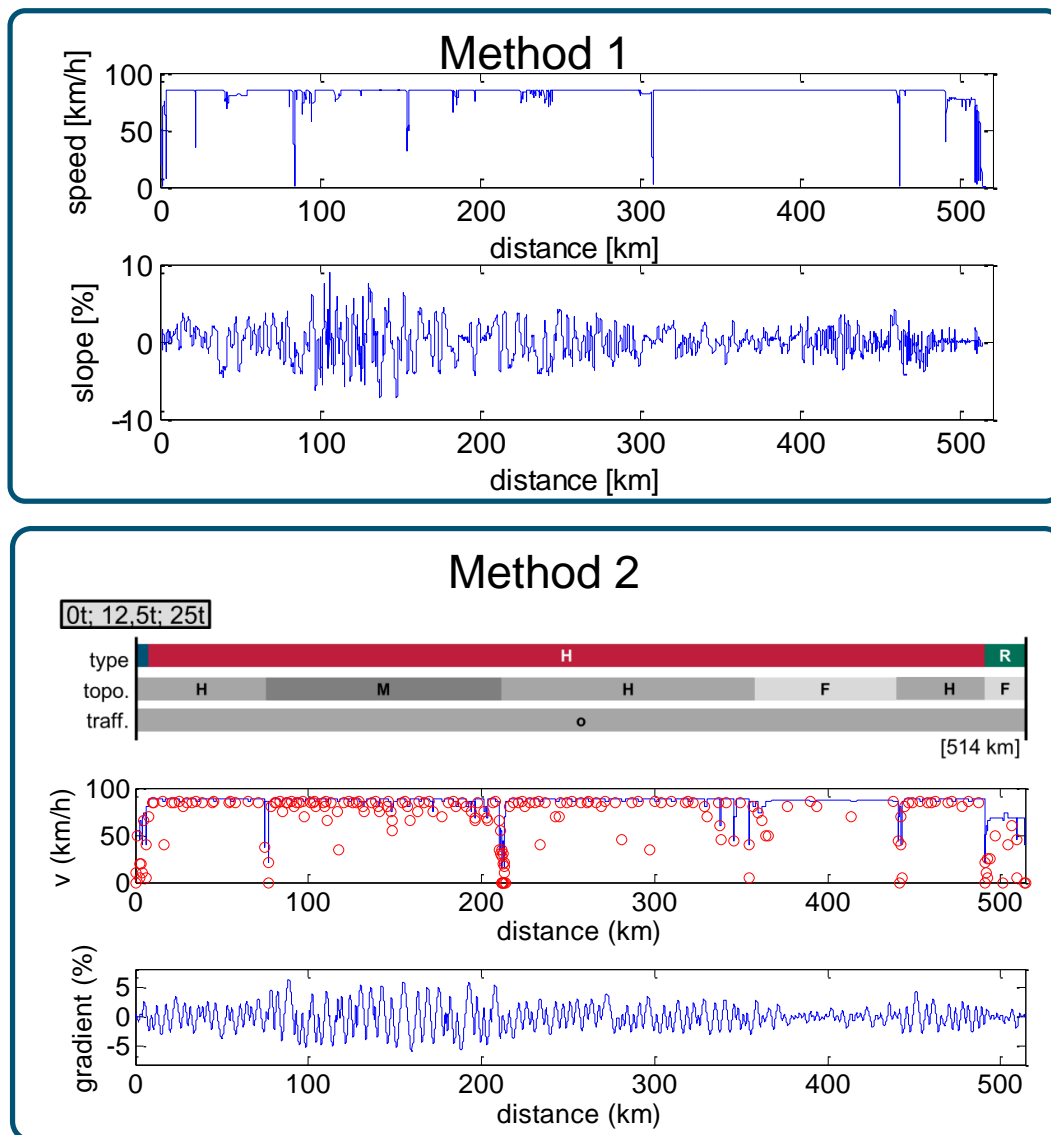 Method 1
speed [km/h]
100
50
0
0 100 200 300 400 500
distance [km]
slope [%]
10
0
-10
0 100 200 300 400 500
distance [km]
Method 2
0t; 12,5t; 25t
type H R
topo. H M H F H F
traff. o
[514 km]
v (km/h)
100
50
0
0 100 200 300 400 500
distance (km)
gradient (%)
5
0
-5
0 100 200 300 400 500
distance (km)